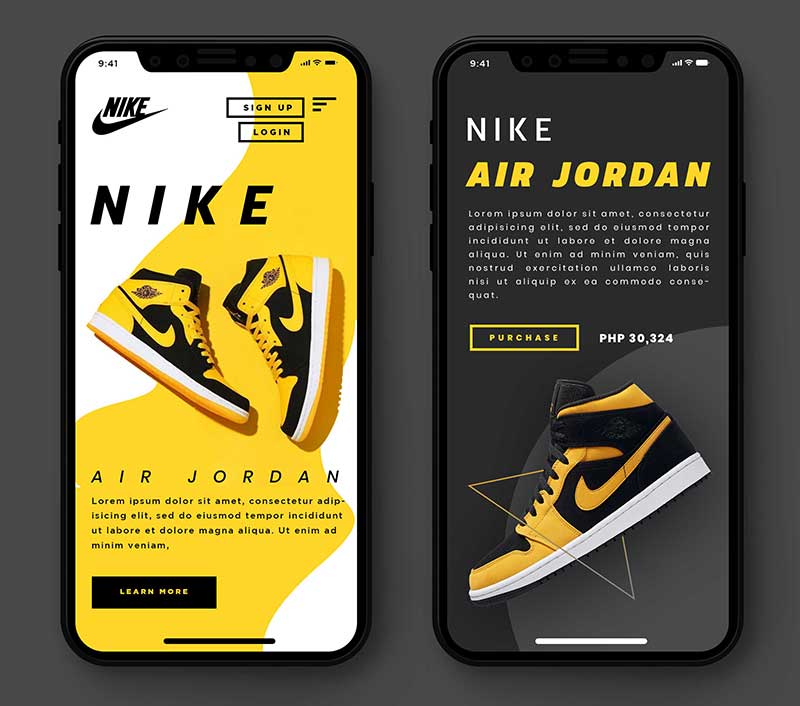 9:41
NIKE
SIGN UP
LOGIN
NIKE
AIR JORDAN
Lorem ipsum dolor sit amet, consectetur adip-
isicing elit, sed do eiusmod tempor incididunt
ut labore et dolore magna aliqua. Ut enim ad
minim veniam,
LEARN MORE
9:41
NIKE
AIR JORDAN
Lorem ipsum dolor sit amet, consectetur
adipisicing elit, sed do eiusmod tempor
incididunt ut labore et dolore magna
aliqua. Ut enim ad minim veniam, quis
nostrud exercitation ullamco laboris
nisi ut aliquip ex ea commodo conse-
quat.
PURCHASE
PHP 30,324